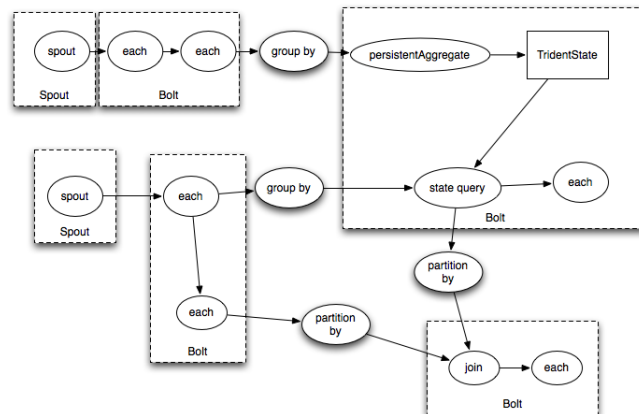 spout
each
each
group by
persistentAggregate
TridentState
Spout
Bolt
spout
each
group by
state query
each
Spout
Bolt
partition
by
each
partition
by
Bolt
join
each
Bolt